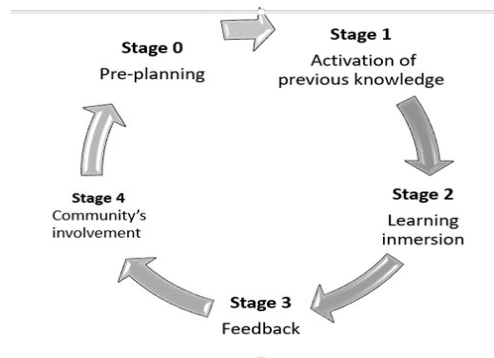 Stage 0
Pre-planning
Stage 1
Activation of
previous knowledge
Stage 2
Learning
inmersion
Stage 3
Feedback
Stage 4
Community's
involvement